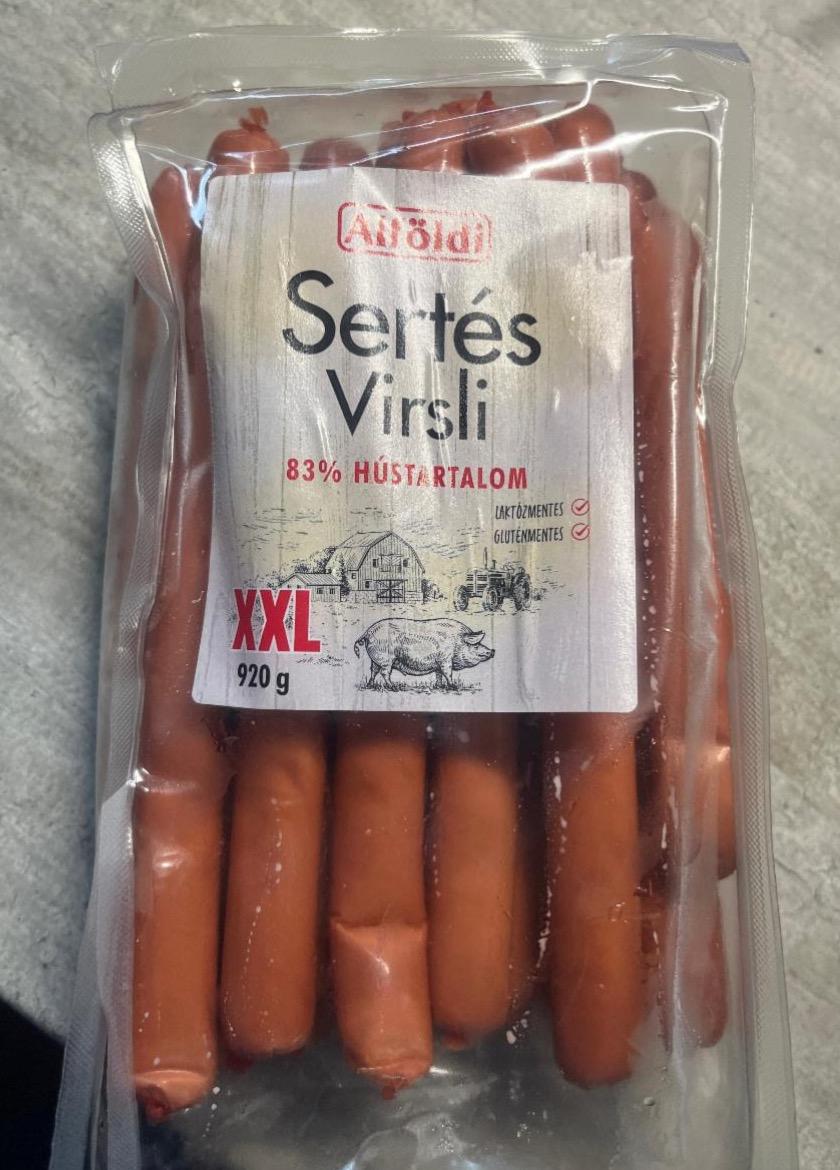 Alföldi
Sertés
Virsli
83% HÚSTARTALOM
LAKTÓZMENTES
GLUTÉNMENTES
XXL
920 g